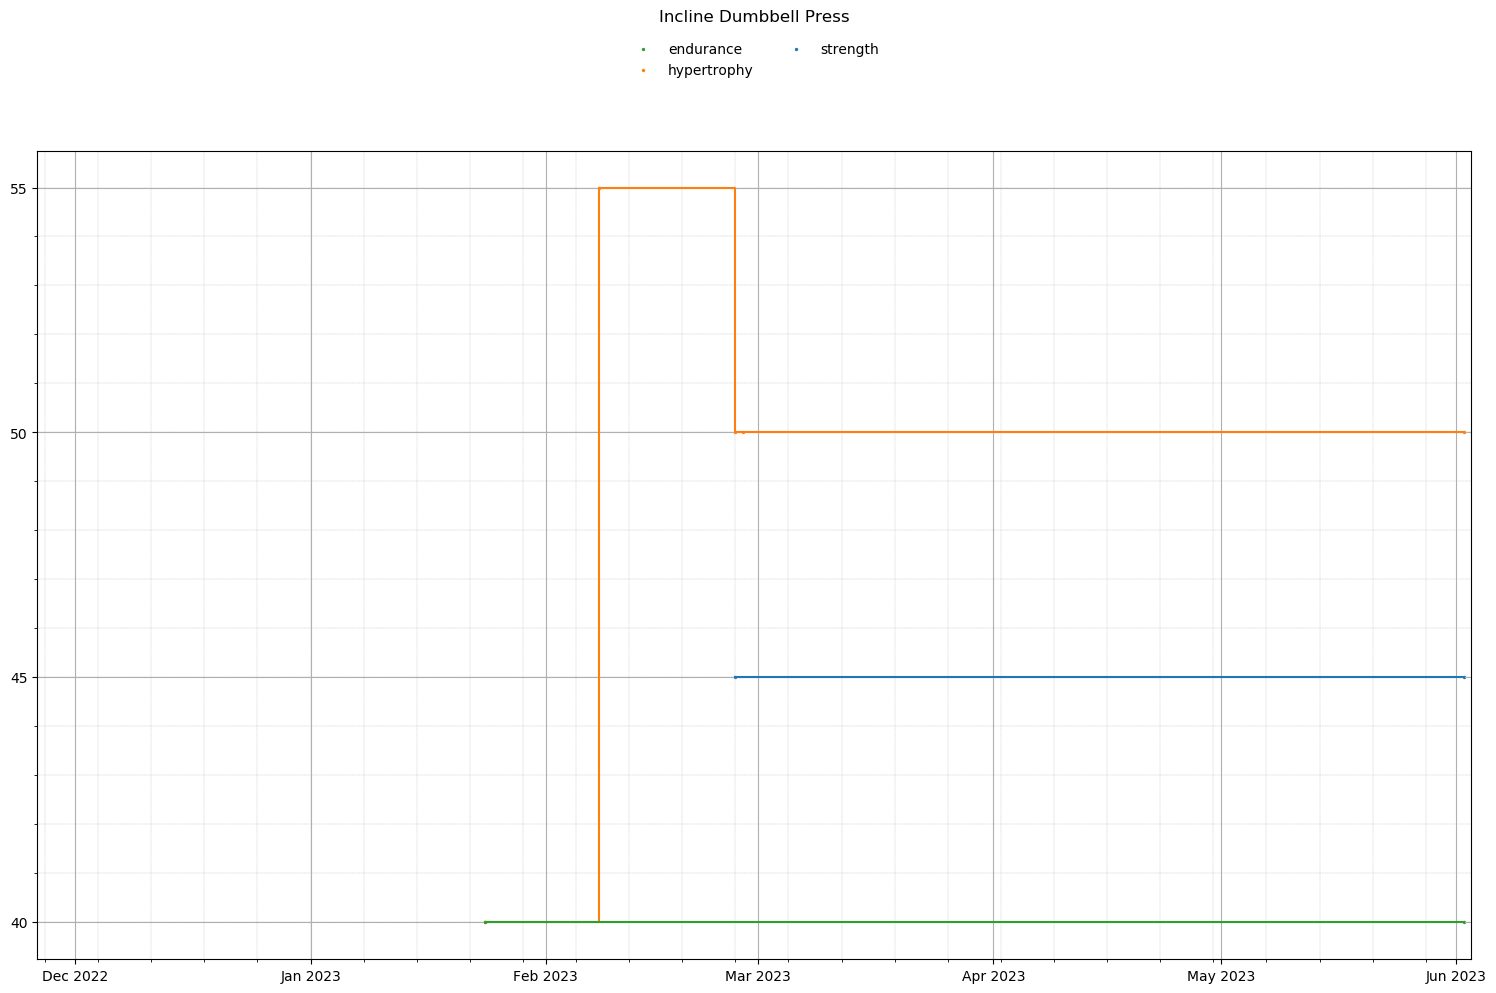 Incline Dumbbell Press
endurance
strength
hypertrophy
55
50
45
40
Dec 2022
Jan 2023
Feb 2023
Mar 2023
Apr 2023
May 2023
Jun 2023